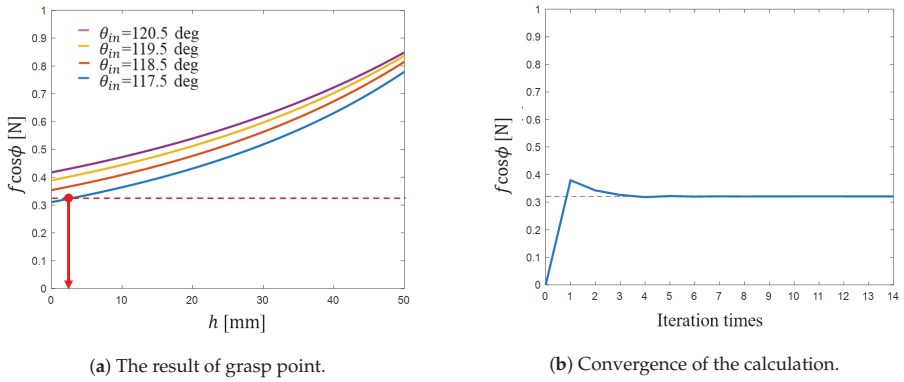 1
0.9
0.8
0.7
0.6
0.5
0.4
0.3
0.2
0.1
0
f cosϕ [N]
θin=120.5 deg
θin=119.5 deg
θin=118.5 deg
θin=117.5 deg
0 10 20 30 40 50
h [mm]
(a) The result of grasp point.
1
0.9
0.8
0.7
0.6
0.5
0.4
0.3
0.2
0.1
0
f cosϕ [N]
0 1 2 3 4 5 6 7 8 9 10 11 12 13 14
Iteration times
(b) Convergence of the calculation.